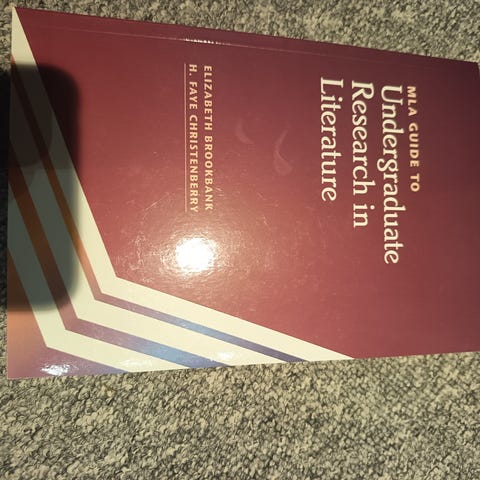 MLA GUIDE TO
Undergraduate
Research in
Literature
ELIZABETH BROOKBANK
H. FAYE CHRISTENBERRY